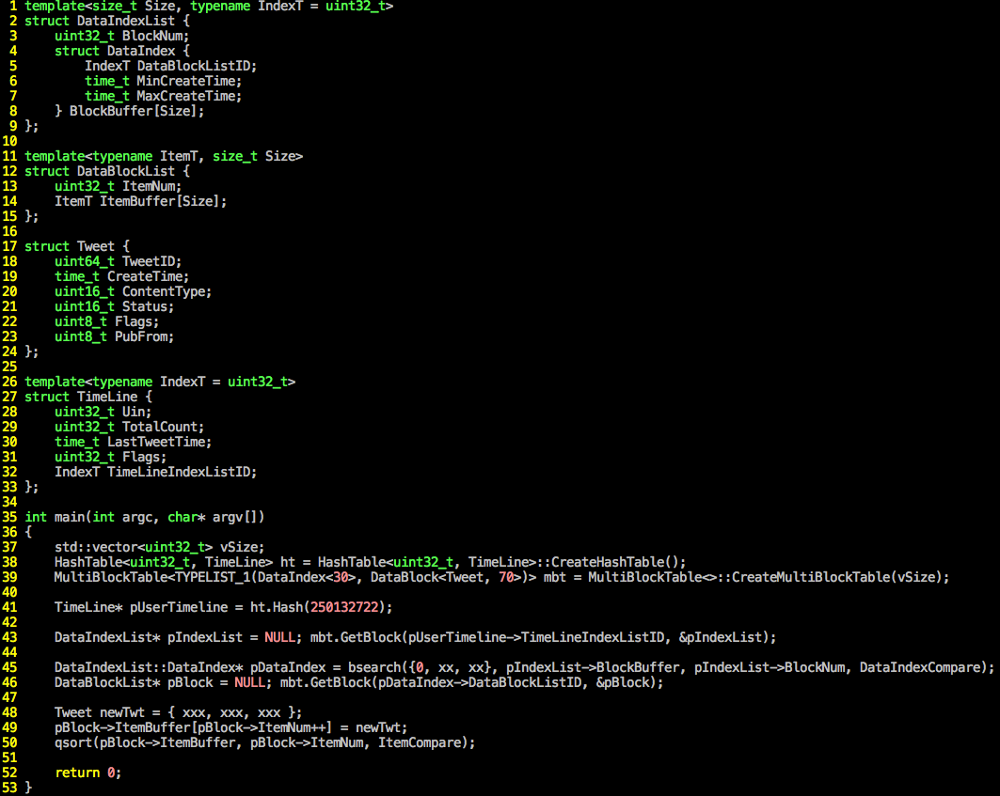 1 template<size_t Size, typename IndexT = uint32_t>
2 struct DataIndexList {
3     uint32_t BlockNum;
4     struct DataIndex {
5         IndexT DataBlockListID;
6         time_t MinCreateTime;
7         time_t MaxCreateTime;
8     } BlockBuffer[Size];
9 };
10
11 template<typename ItemT, size_t Size>
12 struct DataBlockList {
13     uint32_t ItemNum;
14     ItemT ItemBuffer[Size];
15 };
16
17 struct Tweet {
18     uint64_t TweetID;
19     time_t CreateTime;
20     uint16_t ContentType;
21     uint16_t Status;
22     uint8_t Flags;
23     uint8_t PubFrom;
24 };
25
26 template<typename IndexT = uint32_t>
27 struct TimeLine {
28     uint32_t Uin;
29     uint32_t TotalCount;
30     time_t LastTweetTime;
31     uint32_t Flags;
32     IndexT TimeLineIndexListID;
33 };
34
35 int main(int argc, char* argv[])
36 {
37     std::vector<uint32_t> vSize;
38     HashTable<uint32_t, TimeLine> ht = HashTable<uint32_t, TimeLine>::CreateHashTable();
39     MultiBlockTable<TYPELIST_1(DataIndex<30>, DataBlock<Tweet, 70>)> mbt = MultiBlockTable<>::CreateMultiBlockTable(vSize);
40
41     TimeLine* pUserTimeline = ht.Hash(250132722);
42
43     DataIndexList* pIndexList = NULL; mbt.GetBlock(pUserTimeline->TimeLineIndexListID, &pIndexList);
44
45     DataIndexList::DataIndex* pDataIndex = bsearch({0, xx, xx}, pIndexList->BlockBuffer, pIndexList->BlockNum, DataIndexCompare);
46     DataBlockList* pBlock = NULL; mbt.GetBlock(pDataIndex->DataBlockListID, &pBlock);
47
48     Tweet newTwt = { xxx, xxx, xxx };
49     pBlock->ItemBuffer[pBlock->ItemNum++] = newTwt;
50     qsort(pBlock->ItemBuffer, pBlock->ItemNum, ItemCompare);
51
52     return 0;
53 }